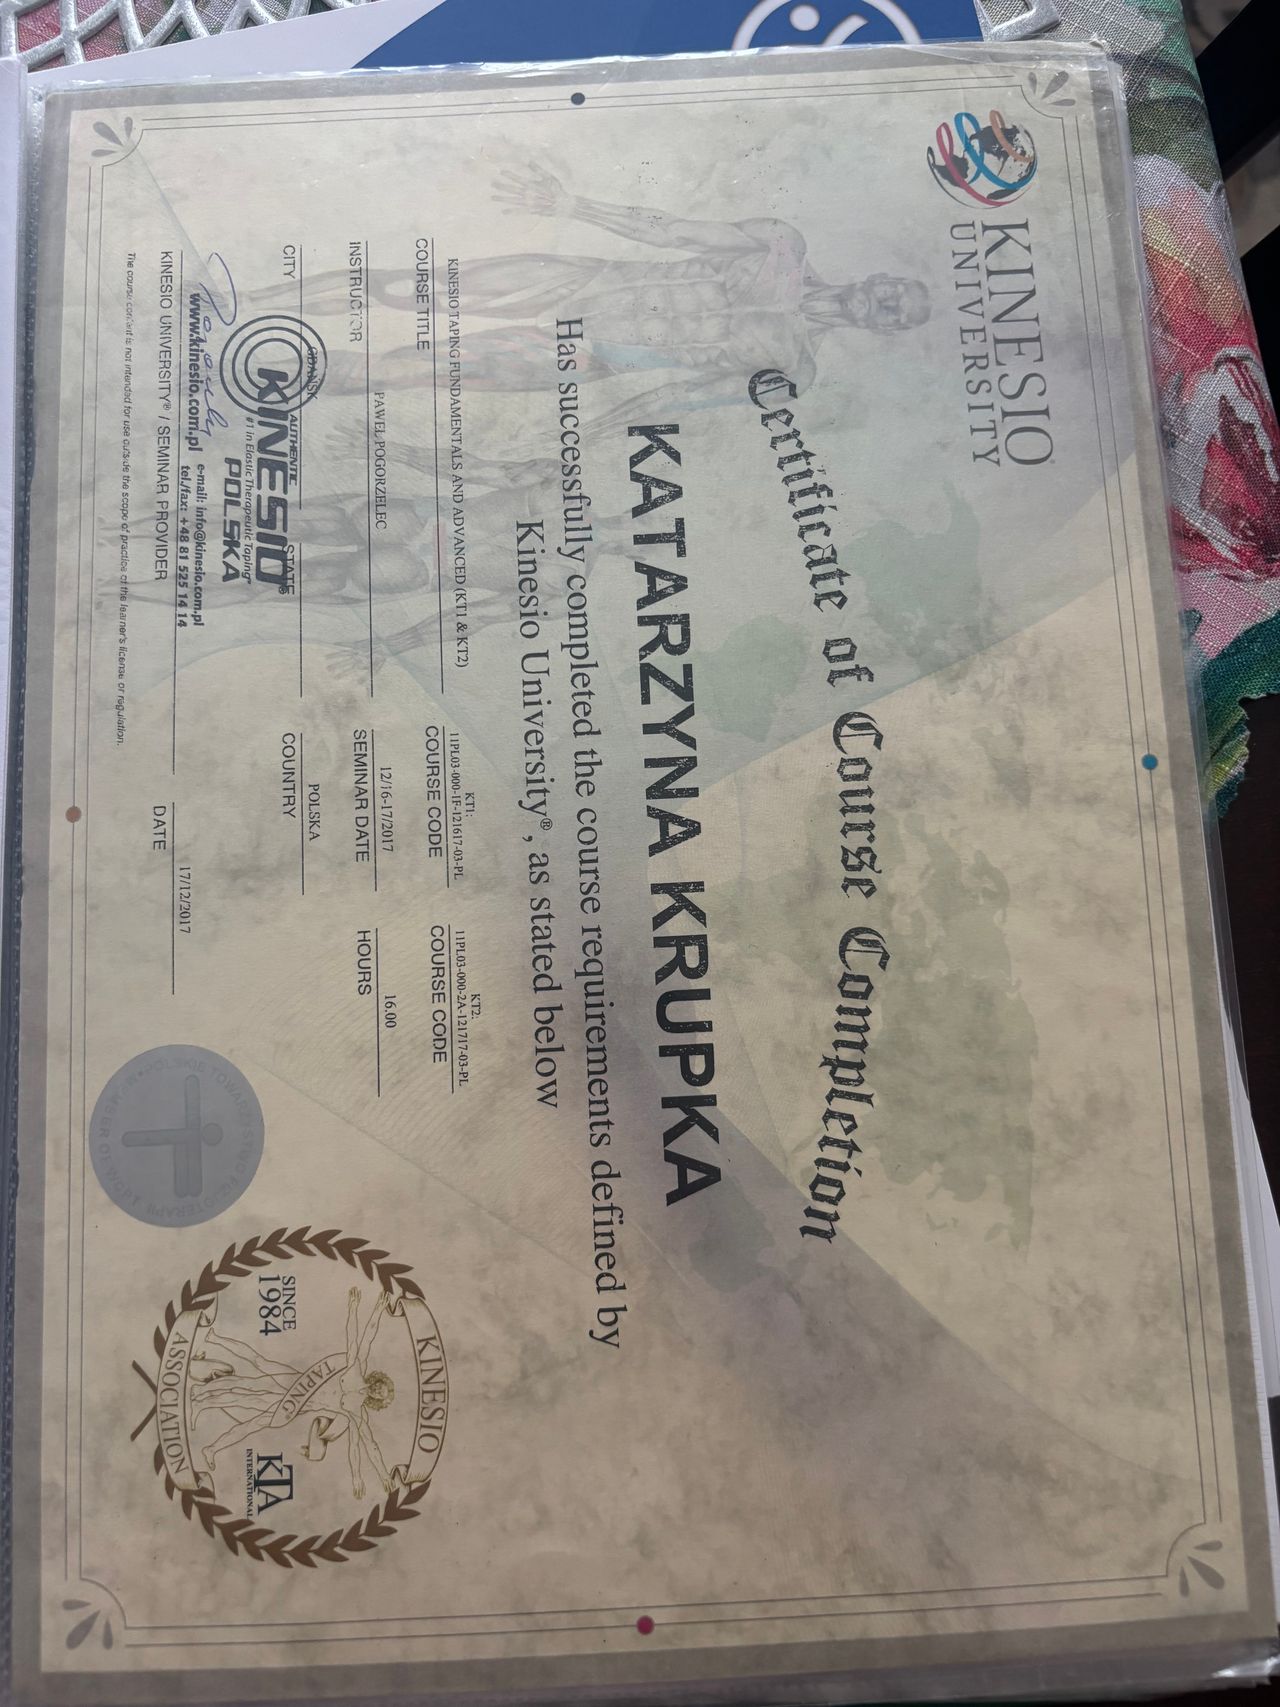 KINESIO
UNIVERSITY
Certificate of Course Completion
KATARZYNA KRUPKA
Has successfully completed the course requirements defined by
Kinesio University®, as stated below
KINESIO TAPING FUNDAMENTALS AND ADVANCED (KT1 & KT2)
COURSE TITLE
KT1:
11PL03-000-1F-121617-03-PL
COURSE CODE
KT2:
11PL03-000-2A-121717-03-PL
COURSE CODE
PAWEŁ POGORZELEC
INSTRUCTOR
12/16-17/2017
SEMINAR DATE
16.00
HOURS
GDAŃSK
CITY
STATE
POLSKA
COUNTRY
AUTHENTIC
KINESIO®
#1 in Elastic Therapeutic Taping®
POLSKA
www.kinesio.com.pl
e-mail: info@kinesio.com.pl
tel./fax: +48 81 525 14 14
KINESIO UNIVERSITY® / SEMINAR PROVIDER
17/12/2017
DATE
The course content is not intended for use outside the scope of practice of the learner's license or regulation.
KINESIO
TAPING®
ASSOCIATION
SINCE
1984
KTA
INTERNATIONAL